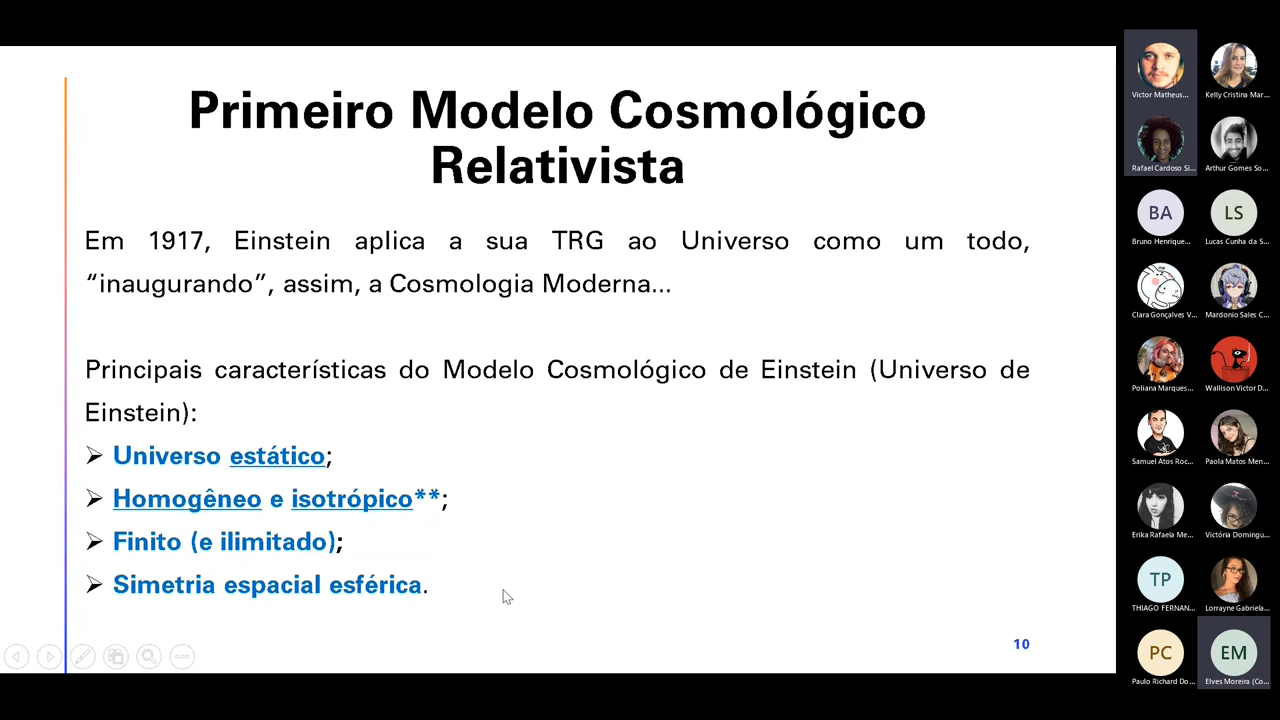 Primeiro Modelo Cosmológico
Relativista
Em 1917, Einstein aplica a sua TRG ao Universo como um todo,
“inaugurando”, assim, a Cosmologia Moderna...
Principais características do Modelo Cosmológico de Einstein (Universo de
Einstein):
➢ Universo estático;
➢ Homogêneo e isotrópico**;
➢ Finito (e ilimitado);
➢ Simetria espacial esférica.
10
Victor Matheus...
Kelly Cristina Mar...
Rafael Cardoso Si...
Arthur Gomes So...
BA
LS
Bruno Henrique...
Lucas Cunha da S...
Clara Gonçalves V...
Mardonio Sales C...
Poliana Marques...
Wallison Victor D...
Samuel Atos Roc...
Paola Matos Men...
Erika Rafaela Me...
Victória Domingu...
TP
THIAGO FERNAN...
Lorrayne Gabriela...
PC
EM
Paulo Richard Do...
Elves Moreira (Co...